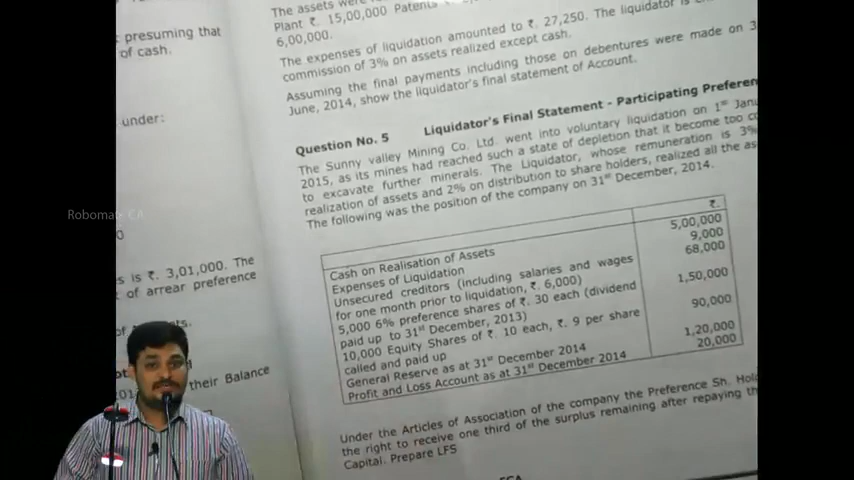 The assets were
Plant ₹. 15,00,000 Patents
6,00,000.
The expenses of liquidation amounted to ₹. 27,250. The liquidator is
commission of 3% on assets realized except cash.
Assuming the final payments including those on debentures were made on 3
June, 2014, show the liquidator's final statement of Account.
Question No. 5 Liquidator's Final Statement - Participating Preferen
The Sunny valley Mining Co. Ltd. went into voluntary liquidation on 1st Janu
2015, as its mines had reached such a state of depletion that it become too co
to excavate further minerals. The Liquidator, whose remuneration is 3%
realization of assets and 2% on distribution to share holders, realized all the as
The following was the position of the company on 31st December, 2014.
₹.
Cash on Realisation of Assets 5,00,000
Expenses of Liquidation 9,000
Unsecured creditors (including salaries and wages 68,000
for one month prior to liquidation, ₹. 6,000)
5,000 6% preference shares of ₹. 30 each (dividend 1,50,000
paid up to 31st December, 2013)
10,000 Equity Shares of ₹. 10 each, ₹. 9 per share 90,000
called and paid up
General Reserve as at 31st December 2014 1,20,000
Profit and Loss Account as at 31st December 2014 20,000
Under the Articles of Association of the company the Preference Sh. Hol
the right to receive one third of the surplus remaining after repaying th
Capital. Prepare LFS
presuming that
of cash.
under:
0
s is ₹. 3,01,000. The
t of arrear preference
their Balance
Robomate CA